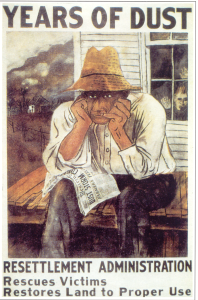 YEARS OF DUST
RESETTLEMENT ADMINISTRATION
Rescues Victims
Restores Land to Proper Use